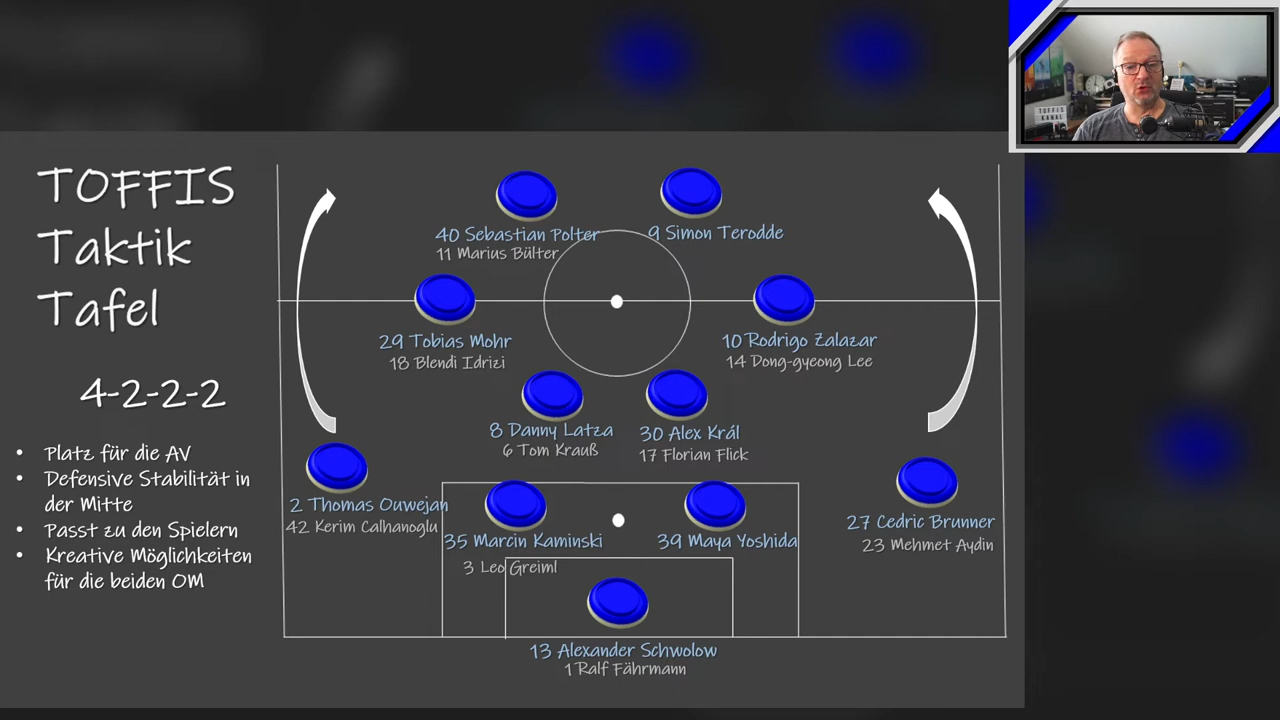 TOFFIS
Taktik
Tafel
4-2-2-2
• Platz für die AV
• Defensive Stabilität in
der Mitte
• Passt zu den Spielern
• Kreative Möglichkeiten
für die beiden OM
40 Sebastian Polter
11 Marius Bülter
9 Simon Terodde
29 Tobias Mohr
18 Blendi Idrizi
10 Rodrigo Zalazar
14 Dong-gyeong Lee
8 Danny Latza
6 Tom Krauß
30 Alex Král
17 Florian Flick
2 Thomas Ouwejan
42 Kerim Calhanoglu
35 Marcin Kaminski
3 Leo Greiml
39 Maya Yoshida
27 Cedric Brunner
23 Mehmet Aydin
13 Alexander Schwolow
1 Ralf Fährmann
TOFFIS
KANAL